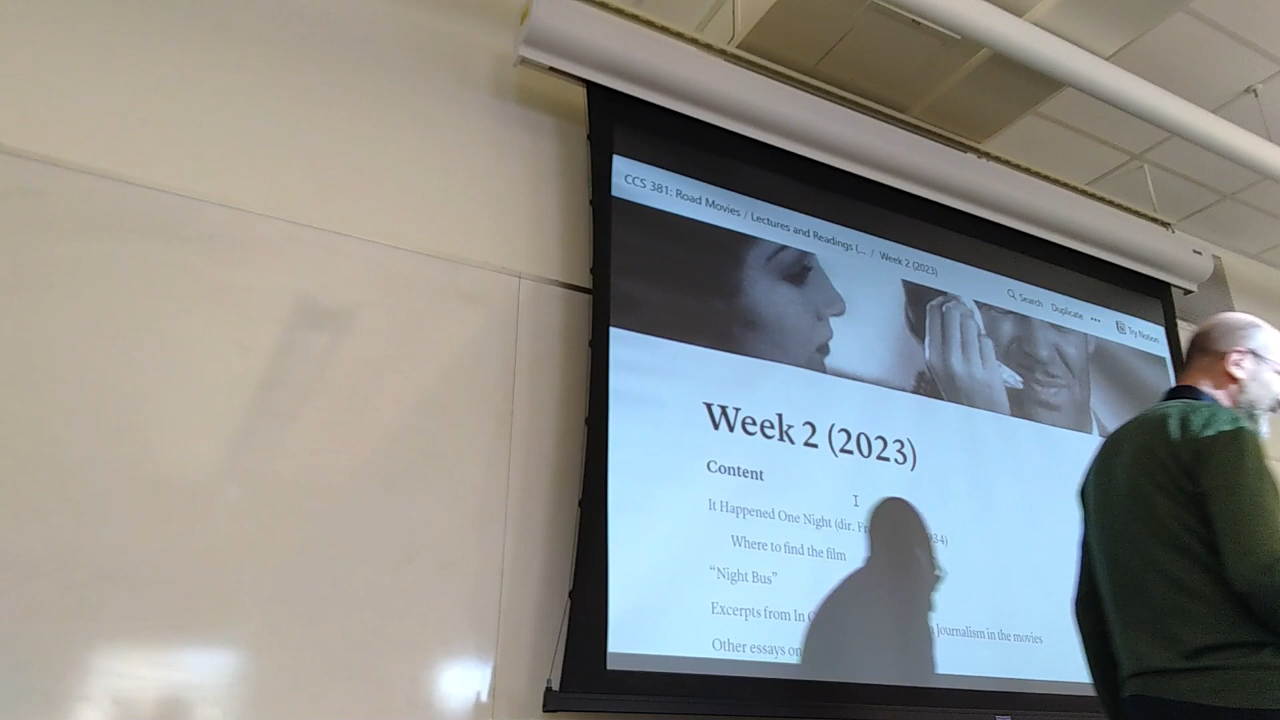 CCS 381: Road Movies / Lectures and Readings (... / Week 2 (2023)
Search Duplicate ••• Try Notion
Week 2 (2023)
Content
It Happened One Night (dir. 34)
Where to find the film
“Night Bus”
Excerpts from In Journalism in the movies
Other essays on